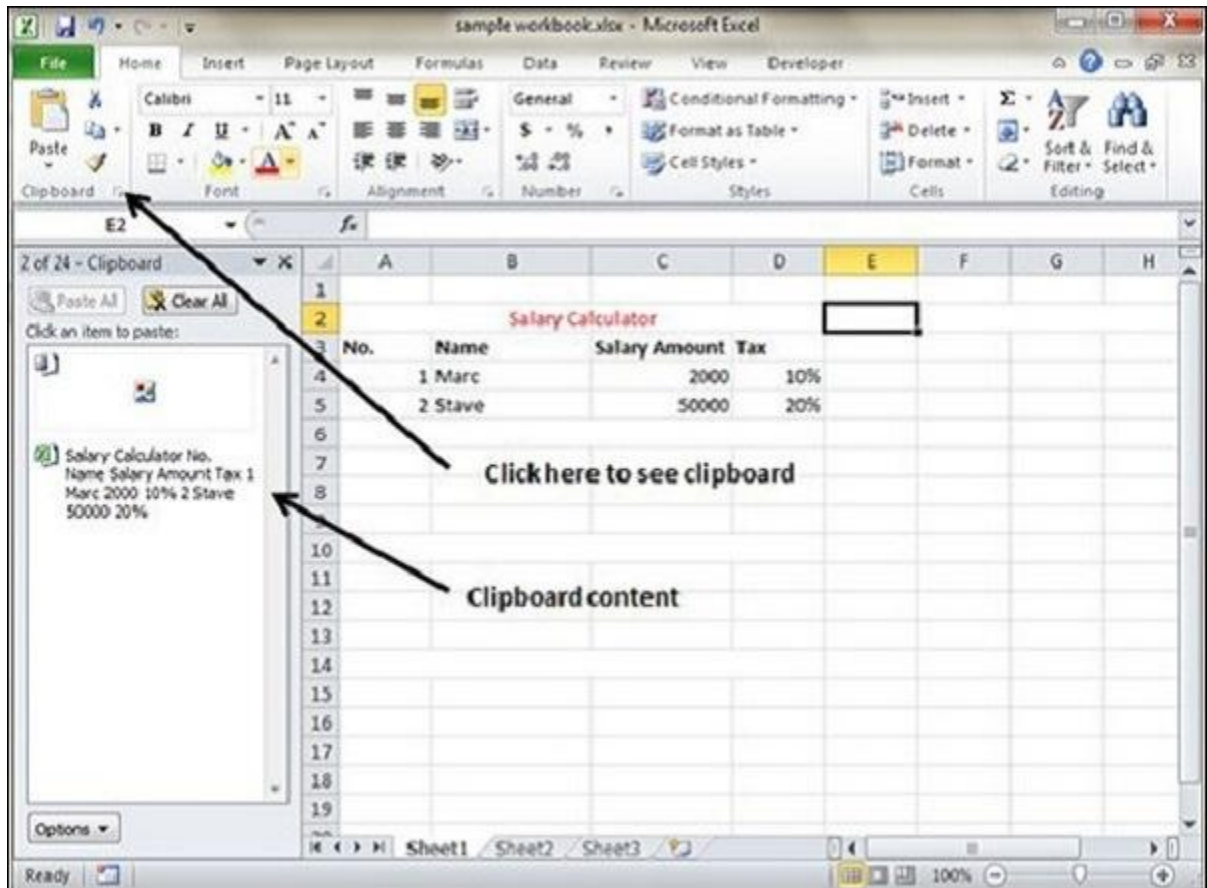 sample workbook.xlsx - Microsoft Excel
File Home Insert Page Layout Formulas Data Review View Developer
Calibri 11 General Conditional Formatting Insert Σ
Paste B I U A A $ % , Format as Table Delete Sort & Find &
A Cell Styles Format Filter Select
Clipboard Font Alignment Number Styles Cells Editing
E2 fx
2 of 24 - Clipboard A B C D E F G H
Paste All Clear All 1
Click an item to paste: 2 Salary Calculator
3 No. Name Salary Amount Tax
4 1 Marc 2000 10%
5 2 Stave 50000 20%
6
Salary Calculator No.
Name Salary Amount Tax 1
Marc 2000 10% 2 Stave
50000 20%
7 Click here to see clipboard
8
9
10
11
Clipboard content
12
13
14
15
16
17
18
19
Options
Sheet1 Sheet2 Sheet3
Ready 100%